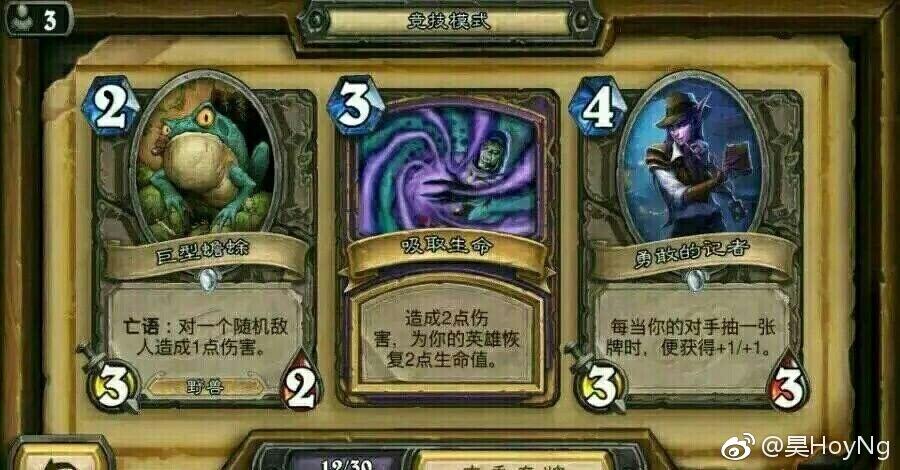 3
竞技模式
2
巨型蟾蜍
亡语：对一个随机敌
人造成1点伤害。
3
野兽
2
3
吸取生命
造成2点伤
害，为你的英雄恢
复2点生命值。
4
勇敢的记者
每当你的对手抽一张
牌时，便获得+1/+1。
3
3
12/30
@昊HoyNg